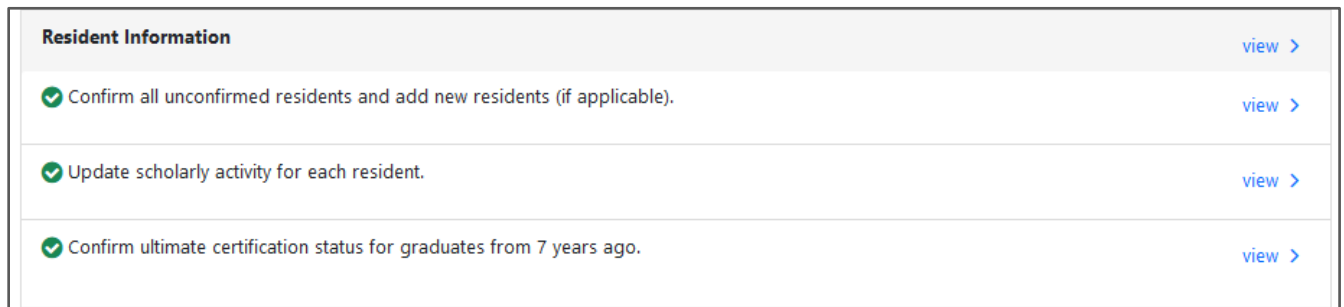 Resident Information
view >
Confirm all unconfirmed residents and add new residents (if applicable).
view >
Update scholarly activity for each resident.
view >
Confirm ultimate certification status for graduates from 7 years ago.
view >